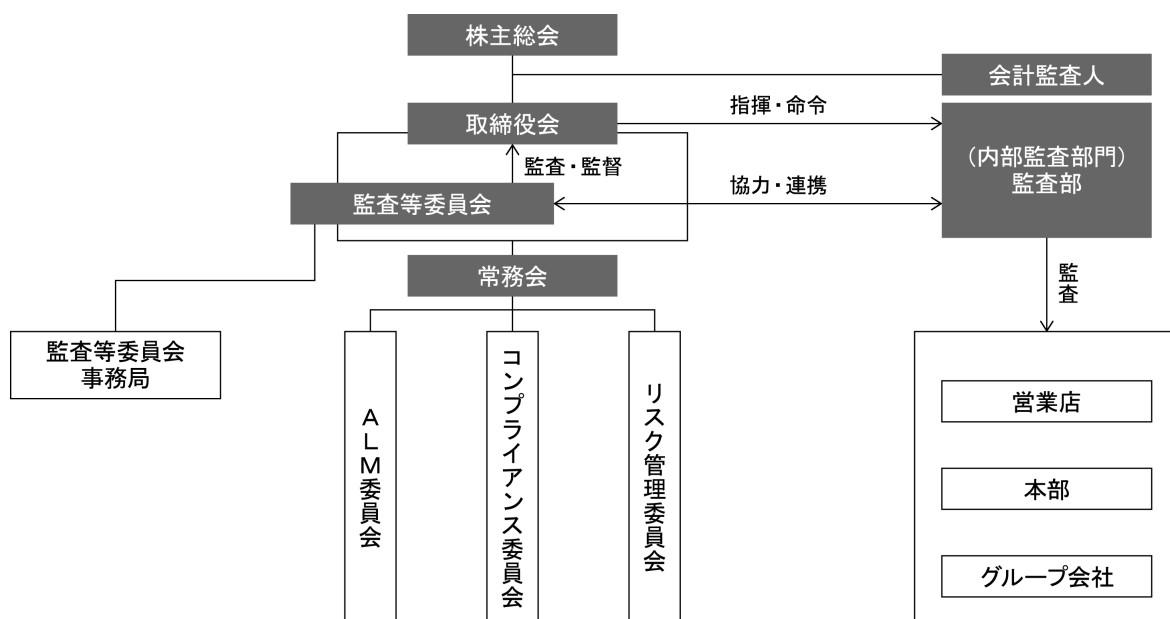 株主総会
会計監査人
取締役会
指揮・命令
(内部監査部門)
監査部
監査・監督
監査等委員会
協力・連携
常務会
監査
監査等委員会
事務局
ALM委員会
コンプライアンス委員会
リスク管理委員会
営業店
本部
グループ会社